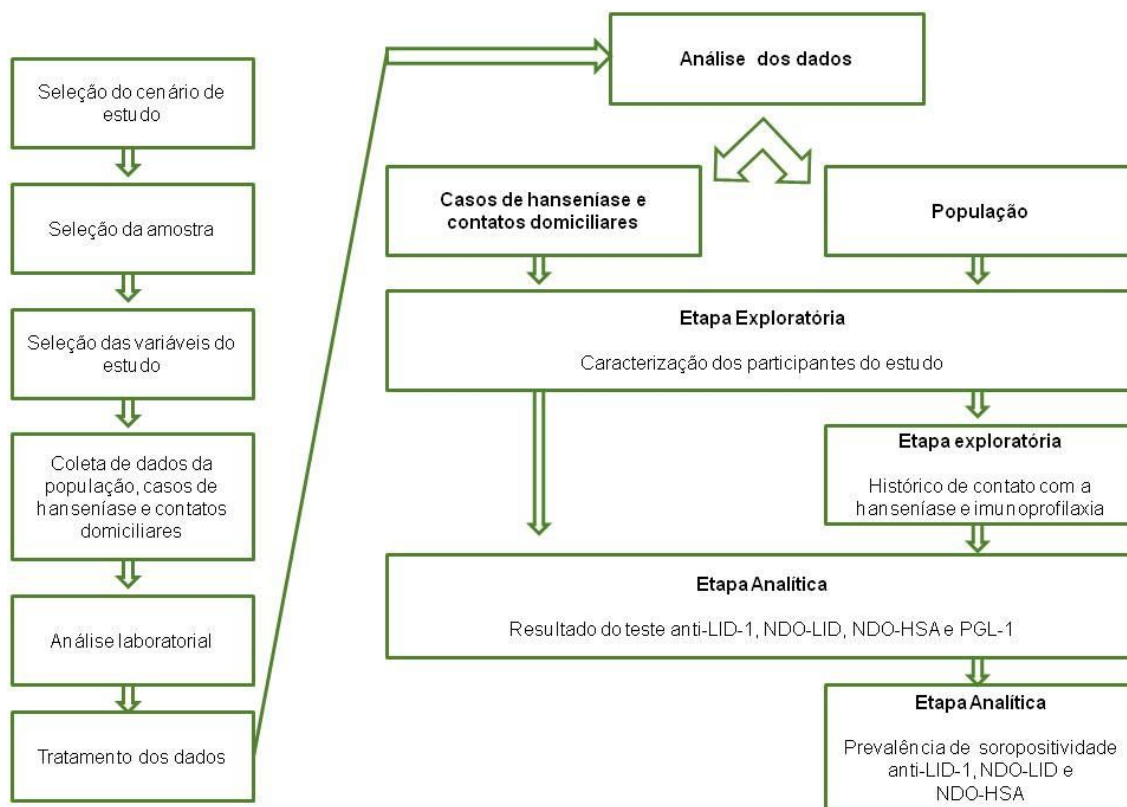 Seleção do cenário de
estudo
Seleção da amostra
Seleção das variáveis do
estudo
Coleta de dados da
população, casos de
hanseníase e contatos
domiciliares
Análise laboratorial
Tratamento dos dados
Análise dos dados
Casos de hanseníase e
contatos domiciliares
População
Etapa Exploratória
Caracterização dos participantes do estudo
Etapa exploratória
Histórico de contato com a
hanseníase e imunoprofilaxia
Etapa Analítica
Resultado do teste anti-LID-1, NDO-LID, NDO-HSA e PGL-1
Etapa Analítica
Prevalência de soropositividade
anti-LID-1, NDO-LID e
NDO-HSA